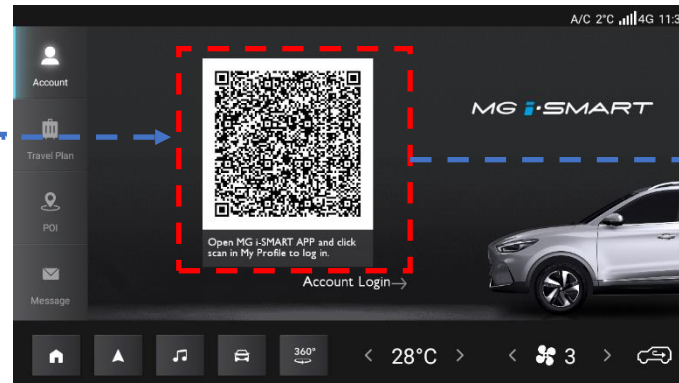 A/C 2°C 4G 11:3
Account
MG i-SMART
Travel Plan
POI
Open MG i-SMART APP and click
scan in My Profile to log in.
Account Login→
Message
360°
< 28°C >
< 3 >